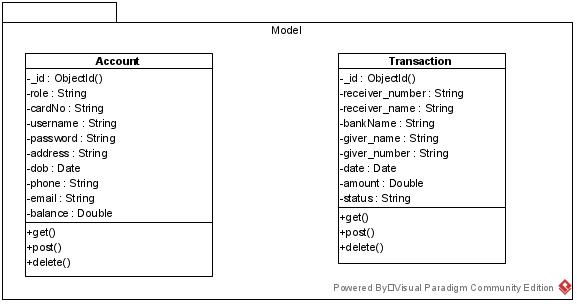 Model
Account
-_id : ObjectId()
-role : String
-cardNo : String
-username : String
-password : String
-address : String
-dob : Date
-phone : String
-email : String
-balance : Double
+get()
+post()
+delete()
Transaction
-_id : ObjectId()
-receiver_number : String
-receiver_name : String
-bankName : String
-giver_name : String
-giver_number : String
-date : Date
-amount : Double
-status : String
+get()
+post()
+delete()
Powered By□Visual Paradigm Community Edition